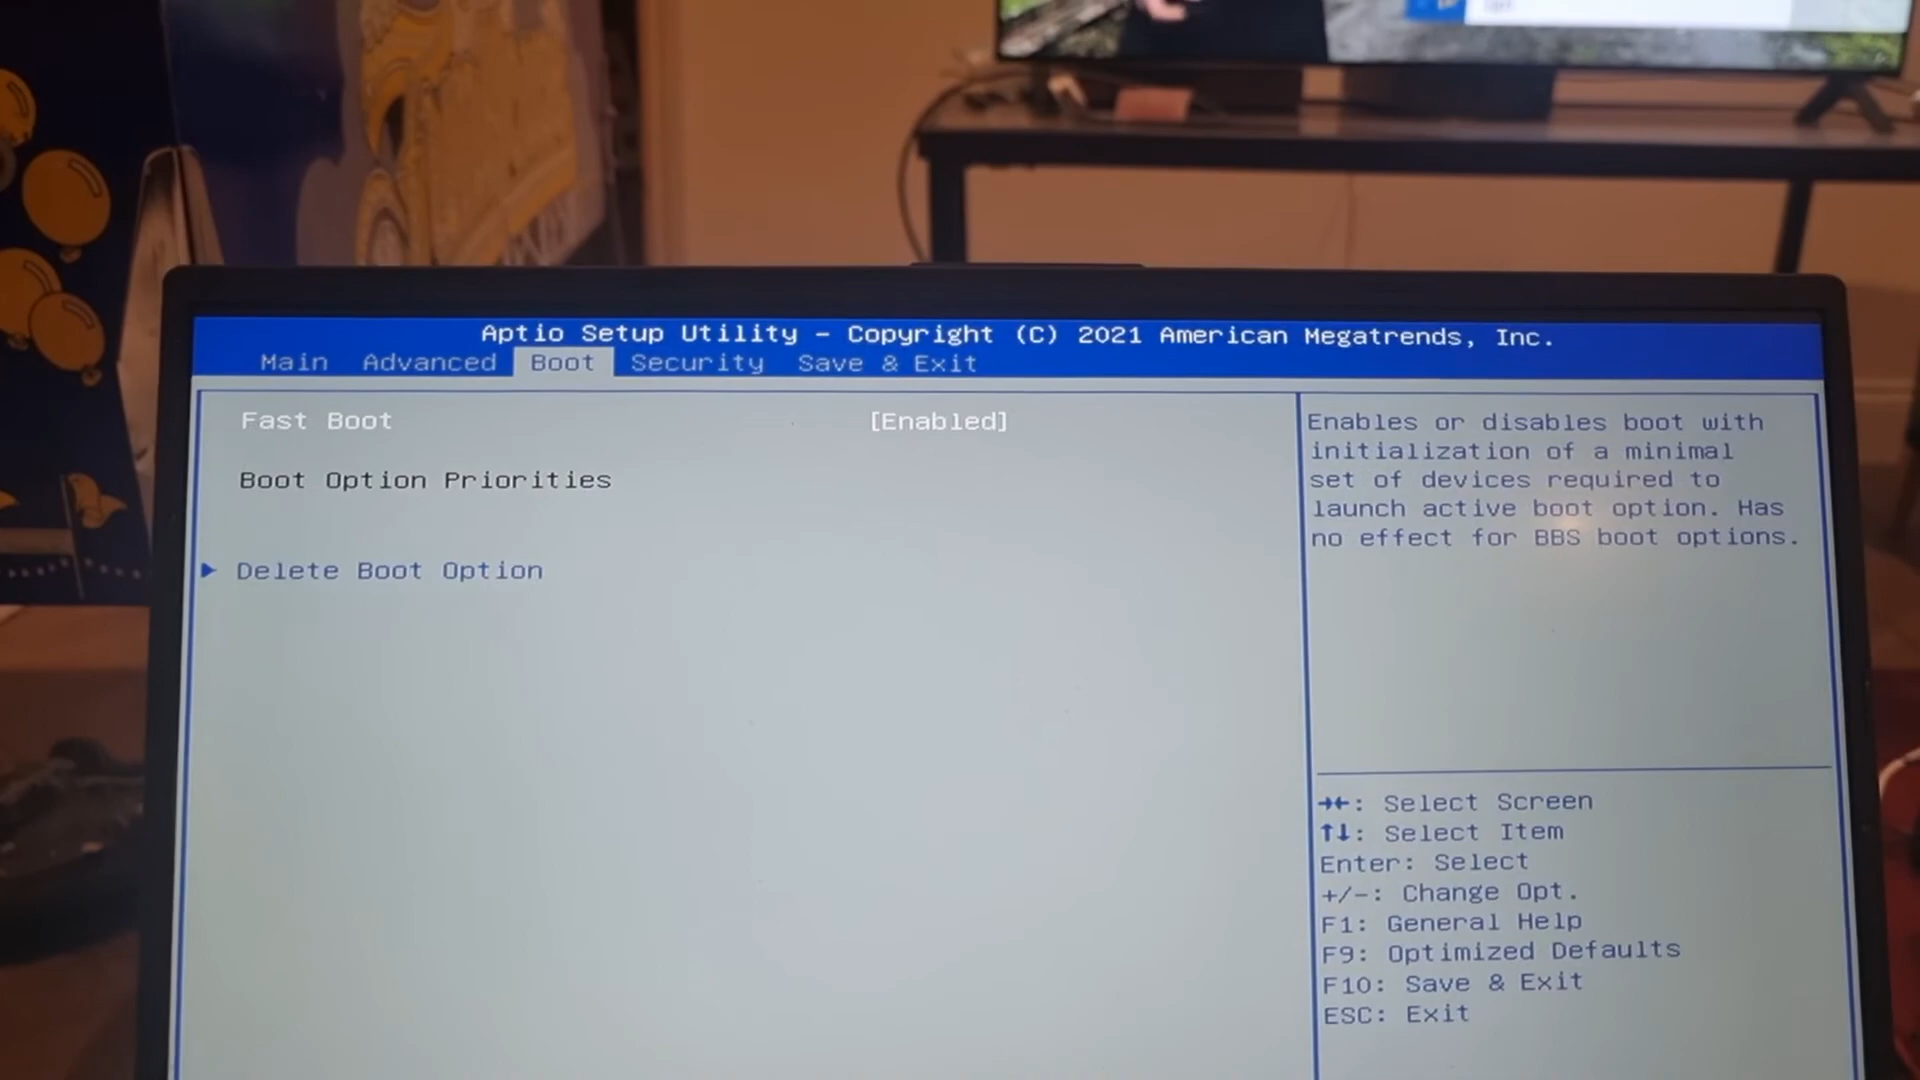 Aptio Setup Utility – Copyright (C) 2021 American Megatrends, Inc.
Main Advanced Boot Security Save & Exit
Fast Boot [Enabled]
Boot Option Priorities
Delete Boot Option
Enables or disables boot with
initialization of a minimal
set of devices required to
launch active boot option. Has
no effect for BBS boot options.
→←: Select Screen
↑↓: Select Item
Enter: Select
+/-: Change Opt.
F1: General Help
F9: Optimized Defaults
F10: Save & Exit
ESC: Exit